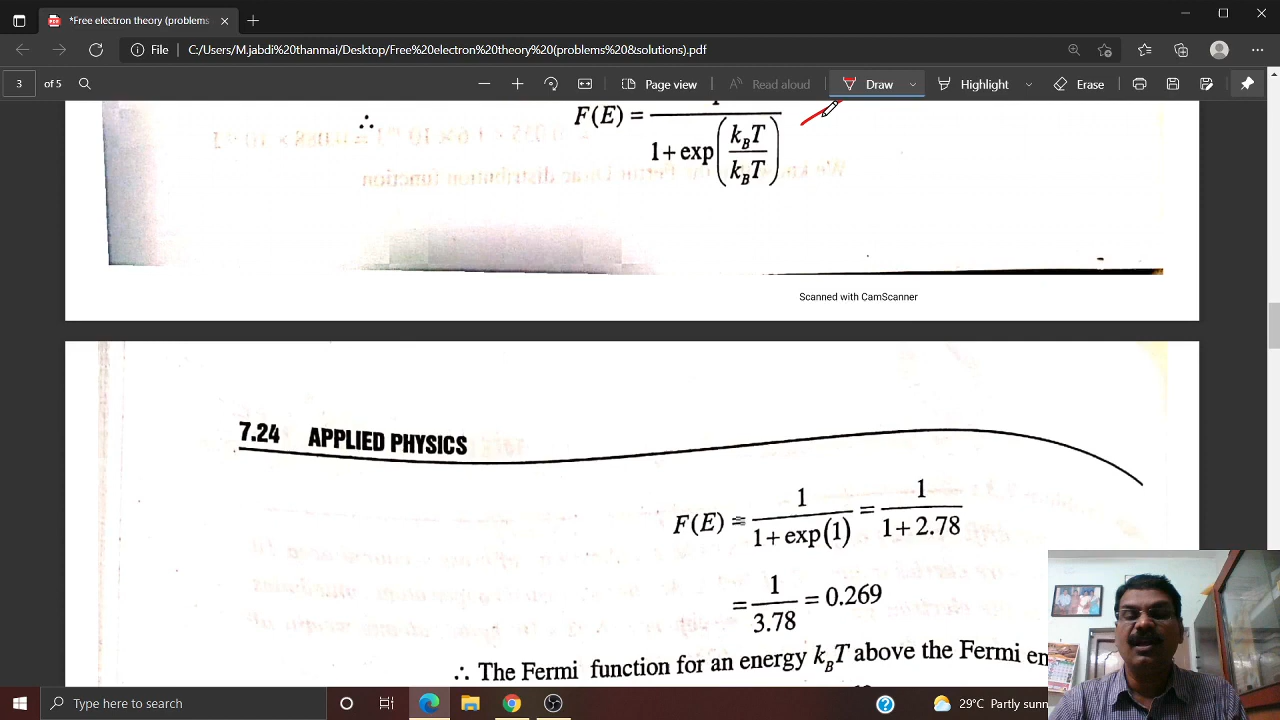 *Free electron theory (problems
File C:/Users/M.jabdi%20thanmai/Desktop/Free%20electron%20theory(problems%20&solutions).pdf
3 of 5 Page view Read aloud Draw Highlight Erase
∴ F(E) = 1/(1+exp(k_BT/k_BT))
Scanned with CamScanner
7.24 APPLIED PHYSICS
F(E) = 1/(1+exp(1)) = 1/(1+2.78)
= 1/3.78 = 0.269
∴ The Fermi function for an energy k_BT above the Fermi en
Type here to search
29°C Partly sunn